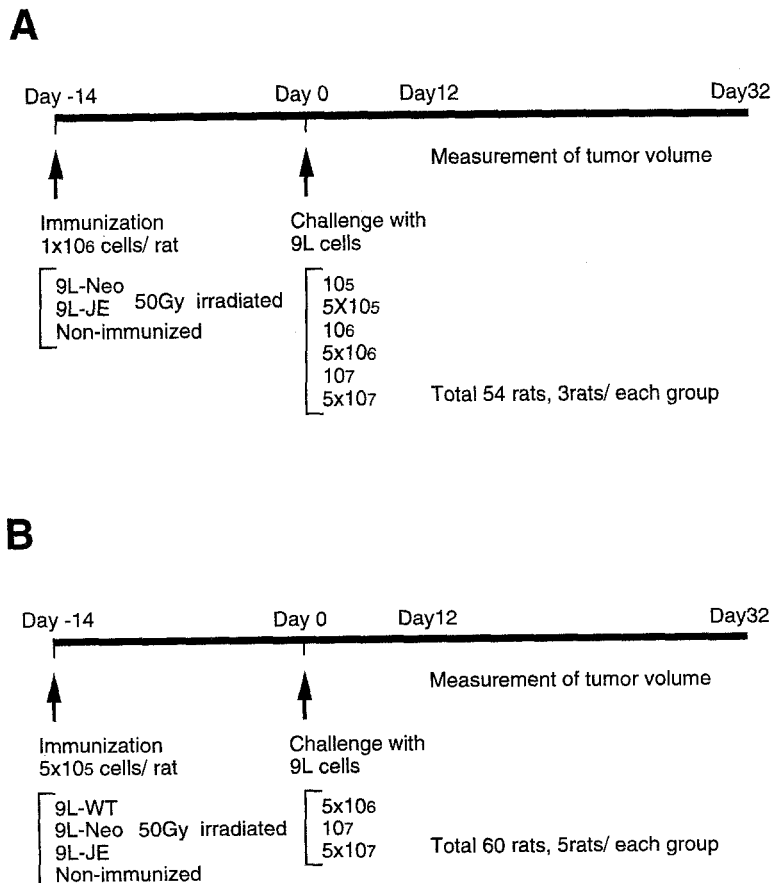 A
Day -14 Day 0 Day12 Day32
Measurement of tumor volume
Immunization
1x106 cells/ rat
Challenge with
9L cells
9L-Neo
9L-JE 50Gy irradiated
Non-immunized
105
5X105
106
5x106
107
5x107
Total 54 rats, 3rats/ each group
B
Day -14 Day 0 Day12 Day32
Measurement of tumor volume
Immunization
5x105 cells/ rat
Challenge with
9L cells
9L-WT
9L-Neo 50Gy irradiated
9L-JE
Non-immunized
5x106
107
5x107
Total 60 rats, 5rats/ each group